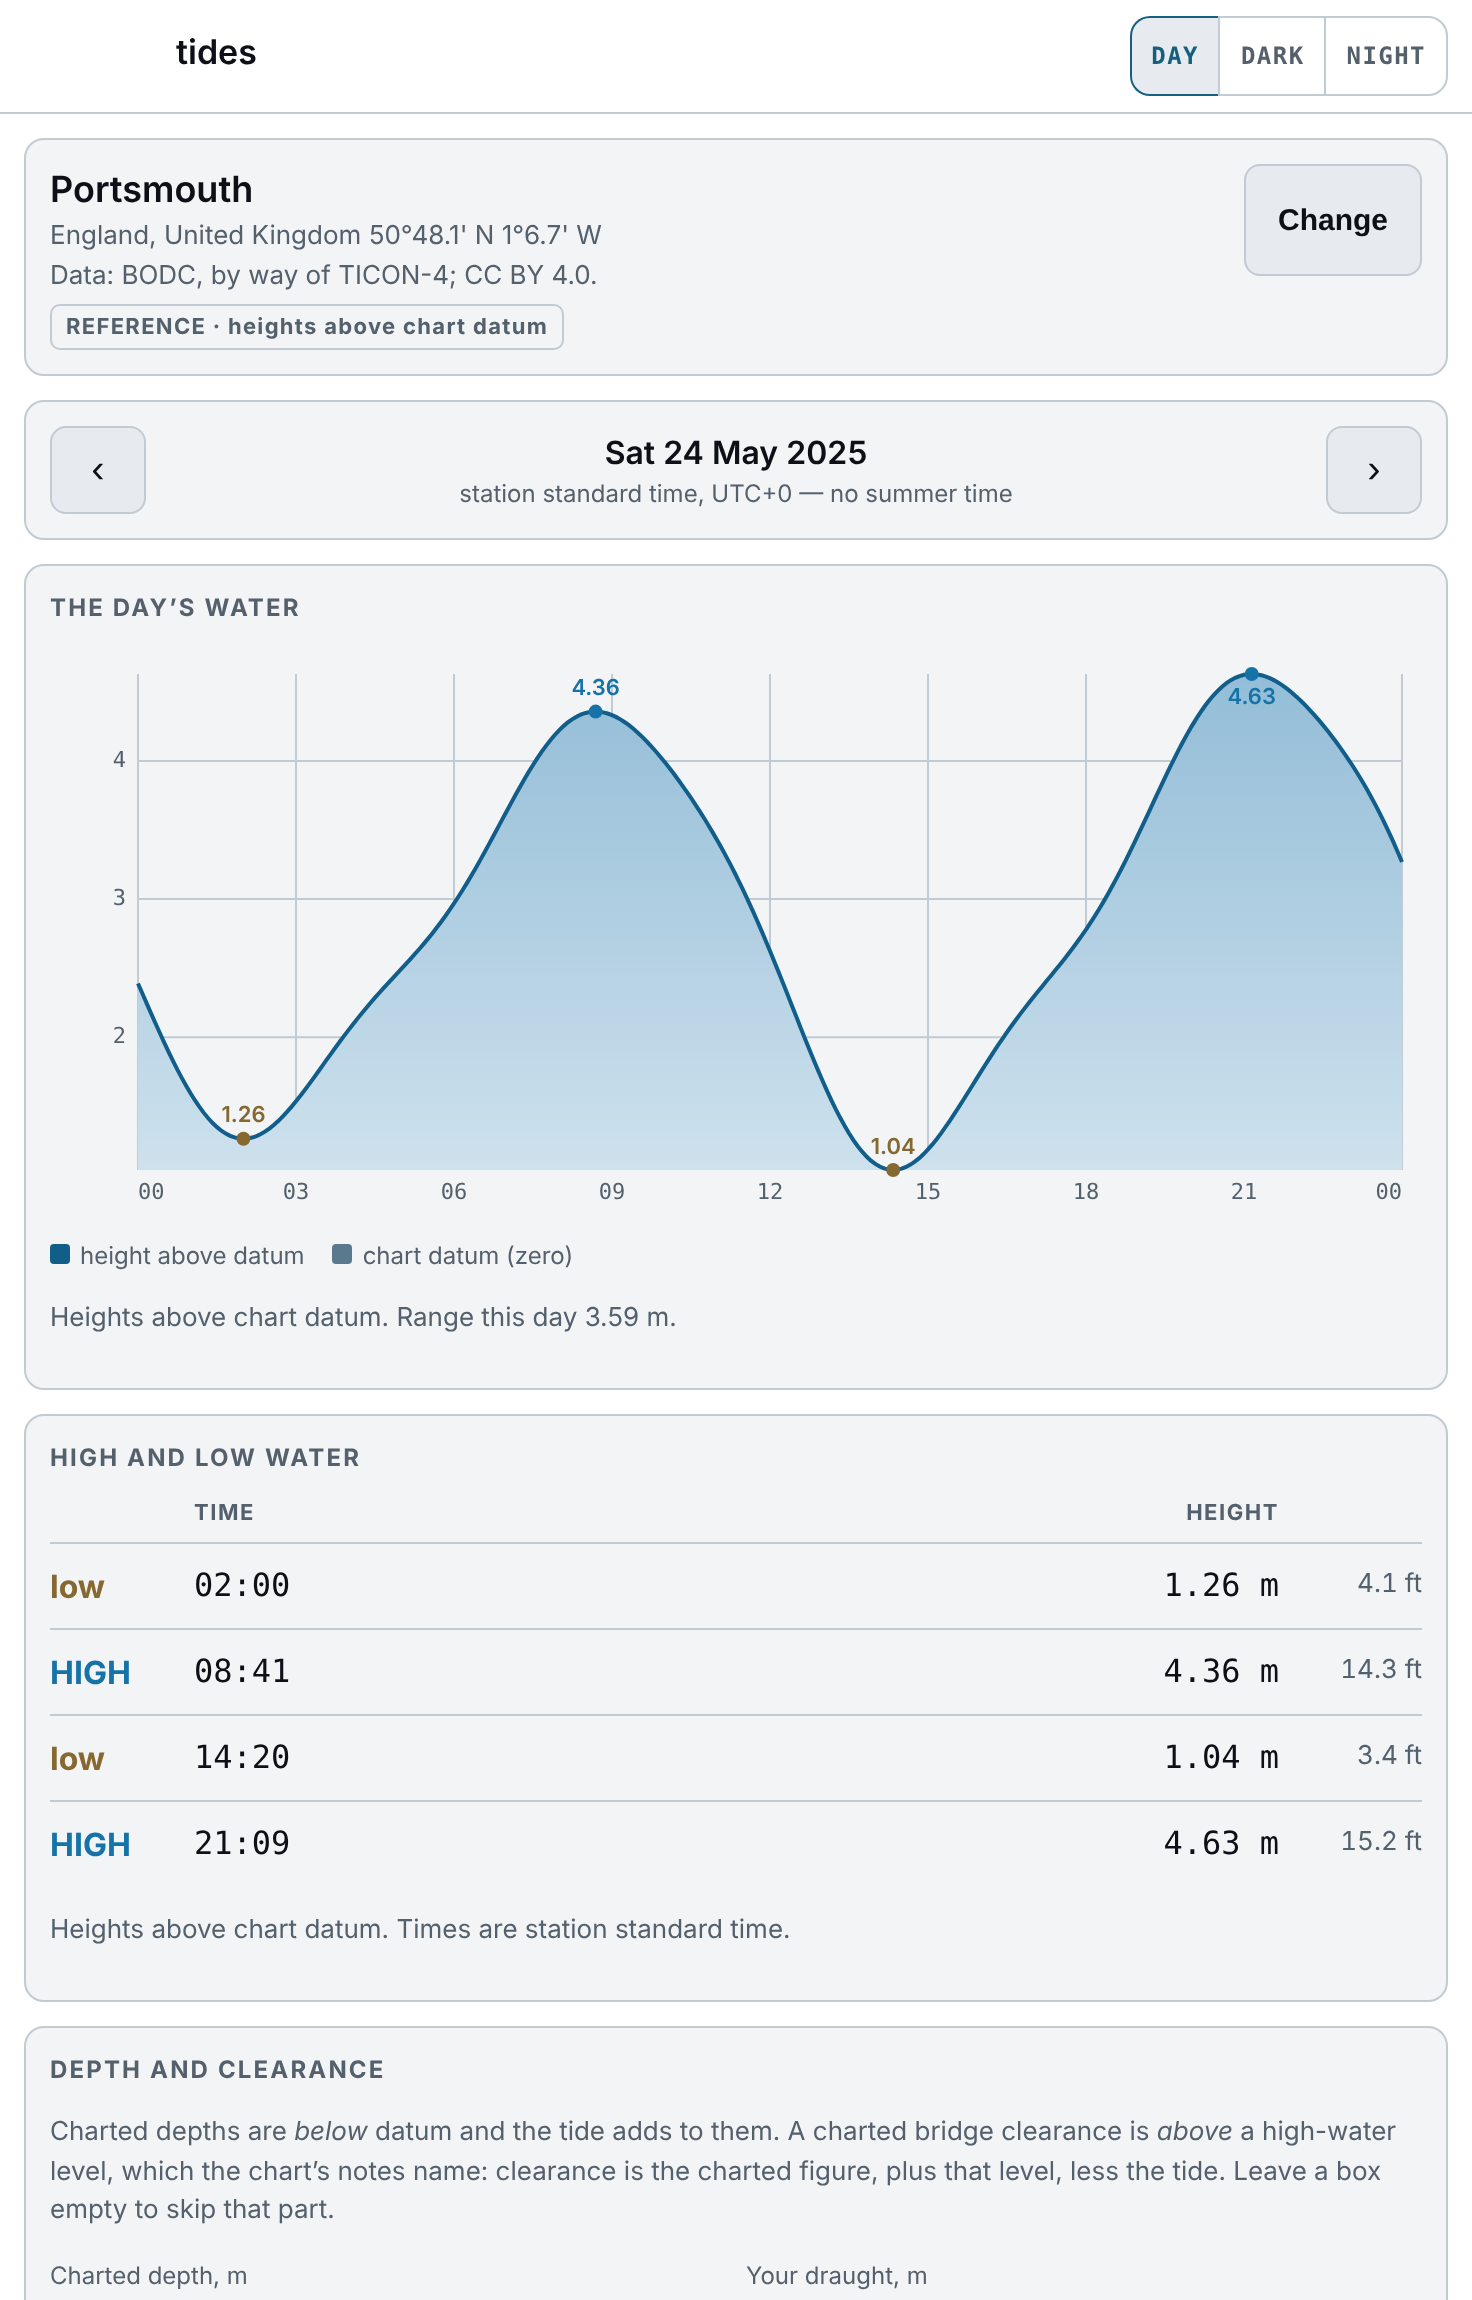 tides
DAY DARK NIGHT
Portsmouth
Change
England, United Kingdom 50°48.1' N 1°6.7' W
Data: BODC, by way of TICON-4; CC BY 4.0.
REFERENCE · heights above chart datum
‹
Sat 24 May 2025
›
station standard time, UTC+0 — no summer time
THE DAY’S WATER
4.36
4.63
4
3
2
1.26
1.04
00 03 06 09 12 15 18 21 00
height above datum chart datum (zero)
Heights above chart datum. Range this day 3.59 m.
HIGH AND LOW WATER
TIME HEIGHT
low 02:00 1.26 m 4.1 ft
HIGH 08:41 4.36 m 14.3 ft
low 14:20 1.04 m 3.4 ft
HIGH 21:09 4.63 m 15.2 ft
Heights above chart datum. Times are station standard time.
DEPTH AND CLEARANCE
Charted depths are below datum and the tide adds to them. A charted bridge clearance is above a high-water
level, which the chart’s notes name: clearance is the charted figure, plus that level, less the tide. Leave a box
empty to skip that part.
Charted depth, m Your draught, m